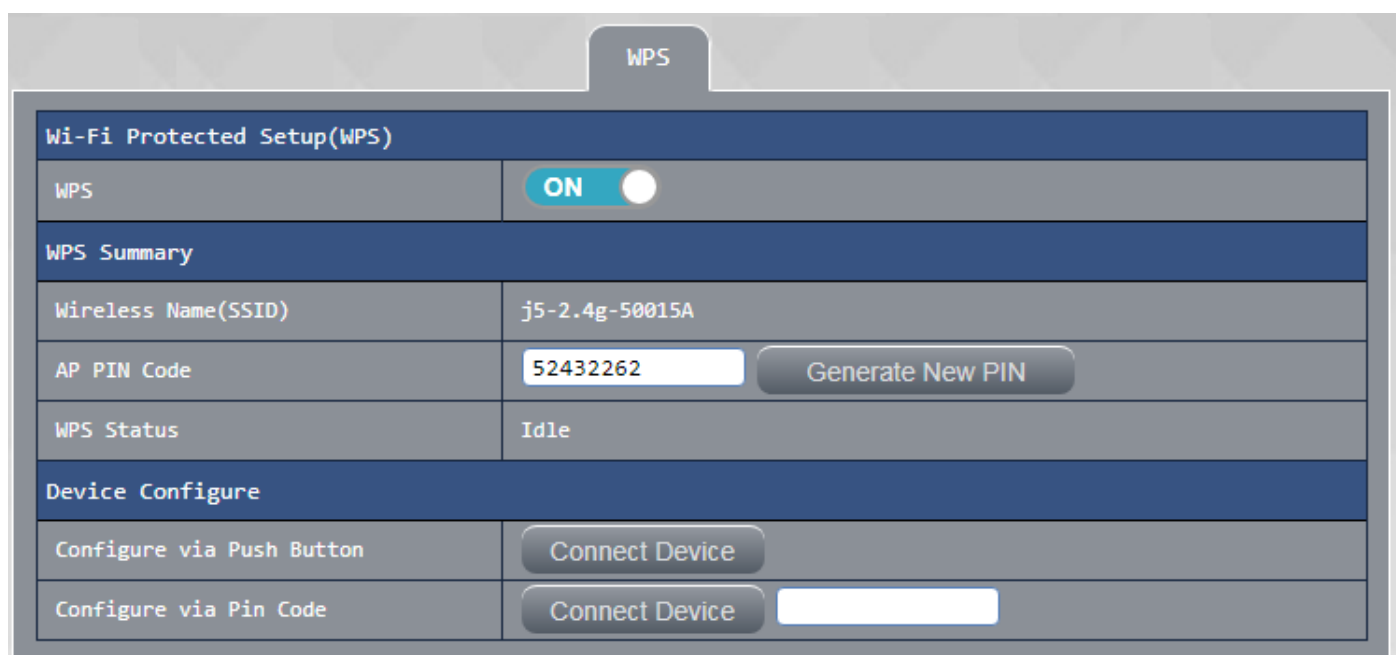 WPS
Wi-Fi Protected Setup(WPS)
WPS ON
WPS Summary
Wireless Name(SSID) j5-2.4g-50015A
AP PIN Code 52432262 Generate New PIN
WPS Status Idle
Device Configure
Configure via Push Button Connect Device
Configure via Pin Code Connect Device